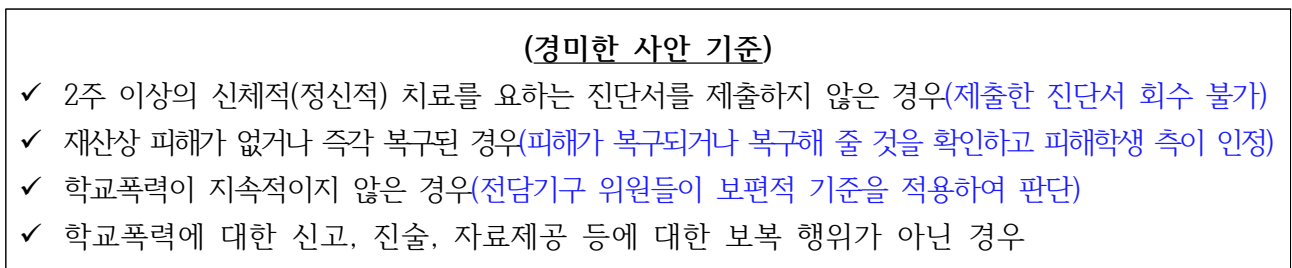 (경미한 사안 기준)
✓ 2주 이상의 신체적(정신적) 치료를 요하는 진단서를 제출하지 않은 경우(제출한 진단서 회수 불가)
✓ 재산상 피해가 없거나 즉각 복구된 경우(피해가 복구되거나 복구해 줄 것을 확인하고 피해학생 측이 인정)
✓ 학교폭력이 지속적이지 않은 경우(전담기구 위원들이 보편적 기준을 적용하여 판단)
✓ 학교폭력에 대한 신고, 진술, 자료제공 등에 대한 보복 행위가 아닌 경우